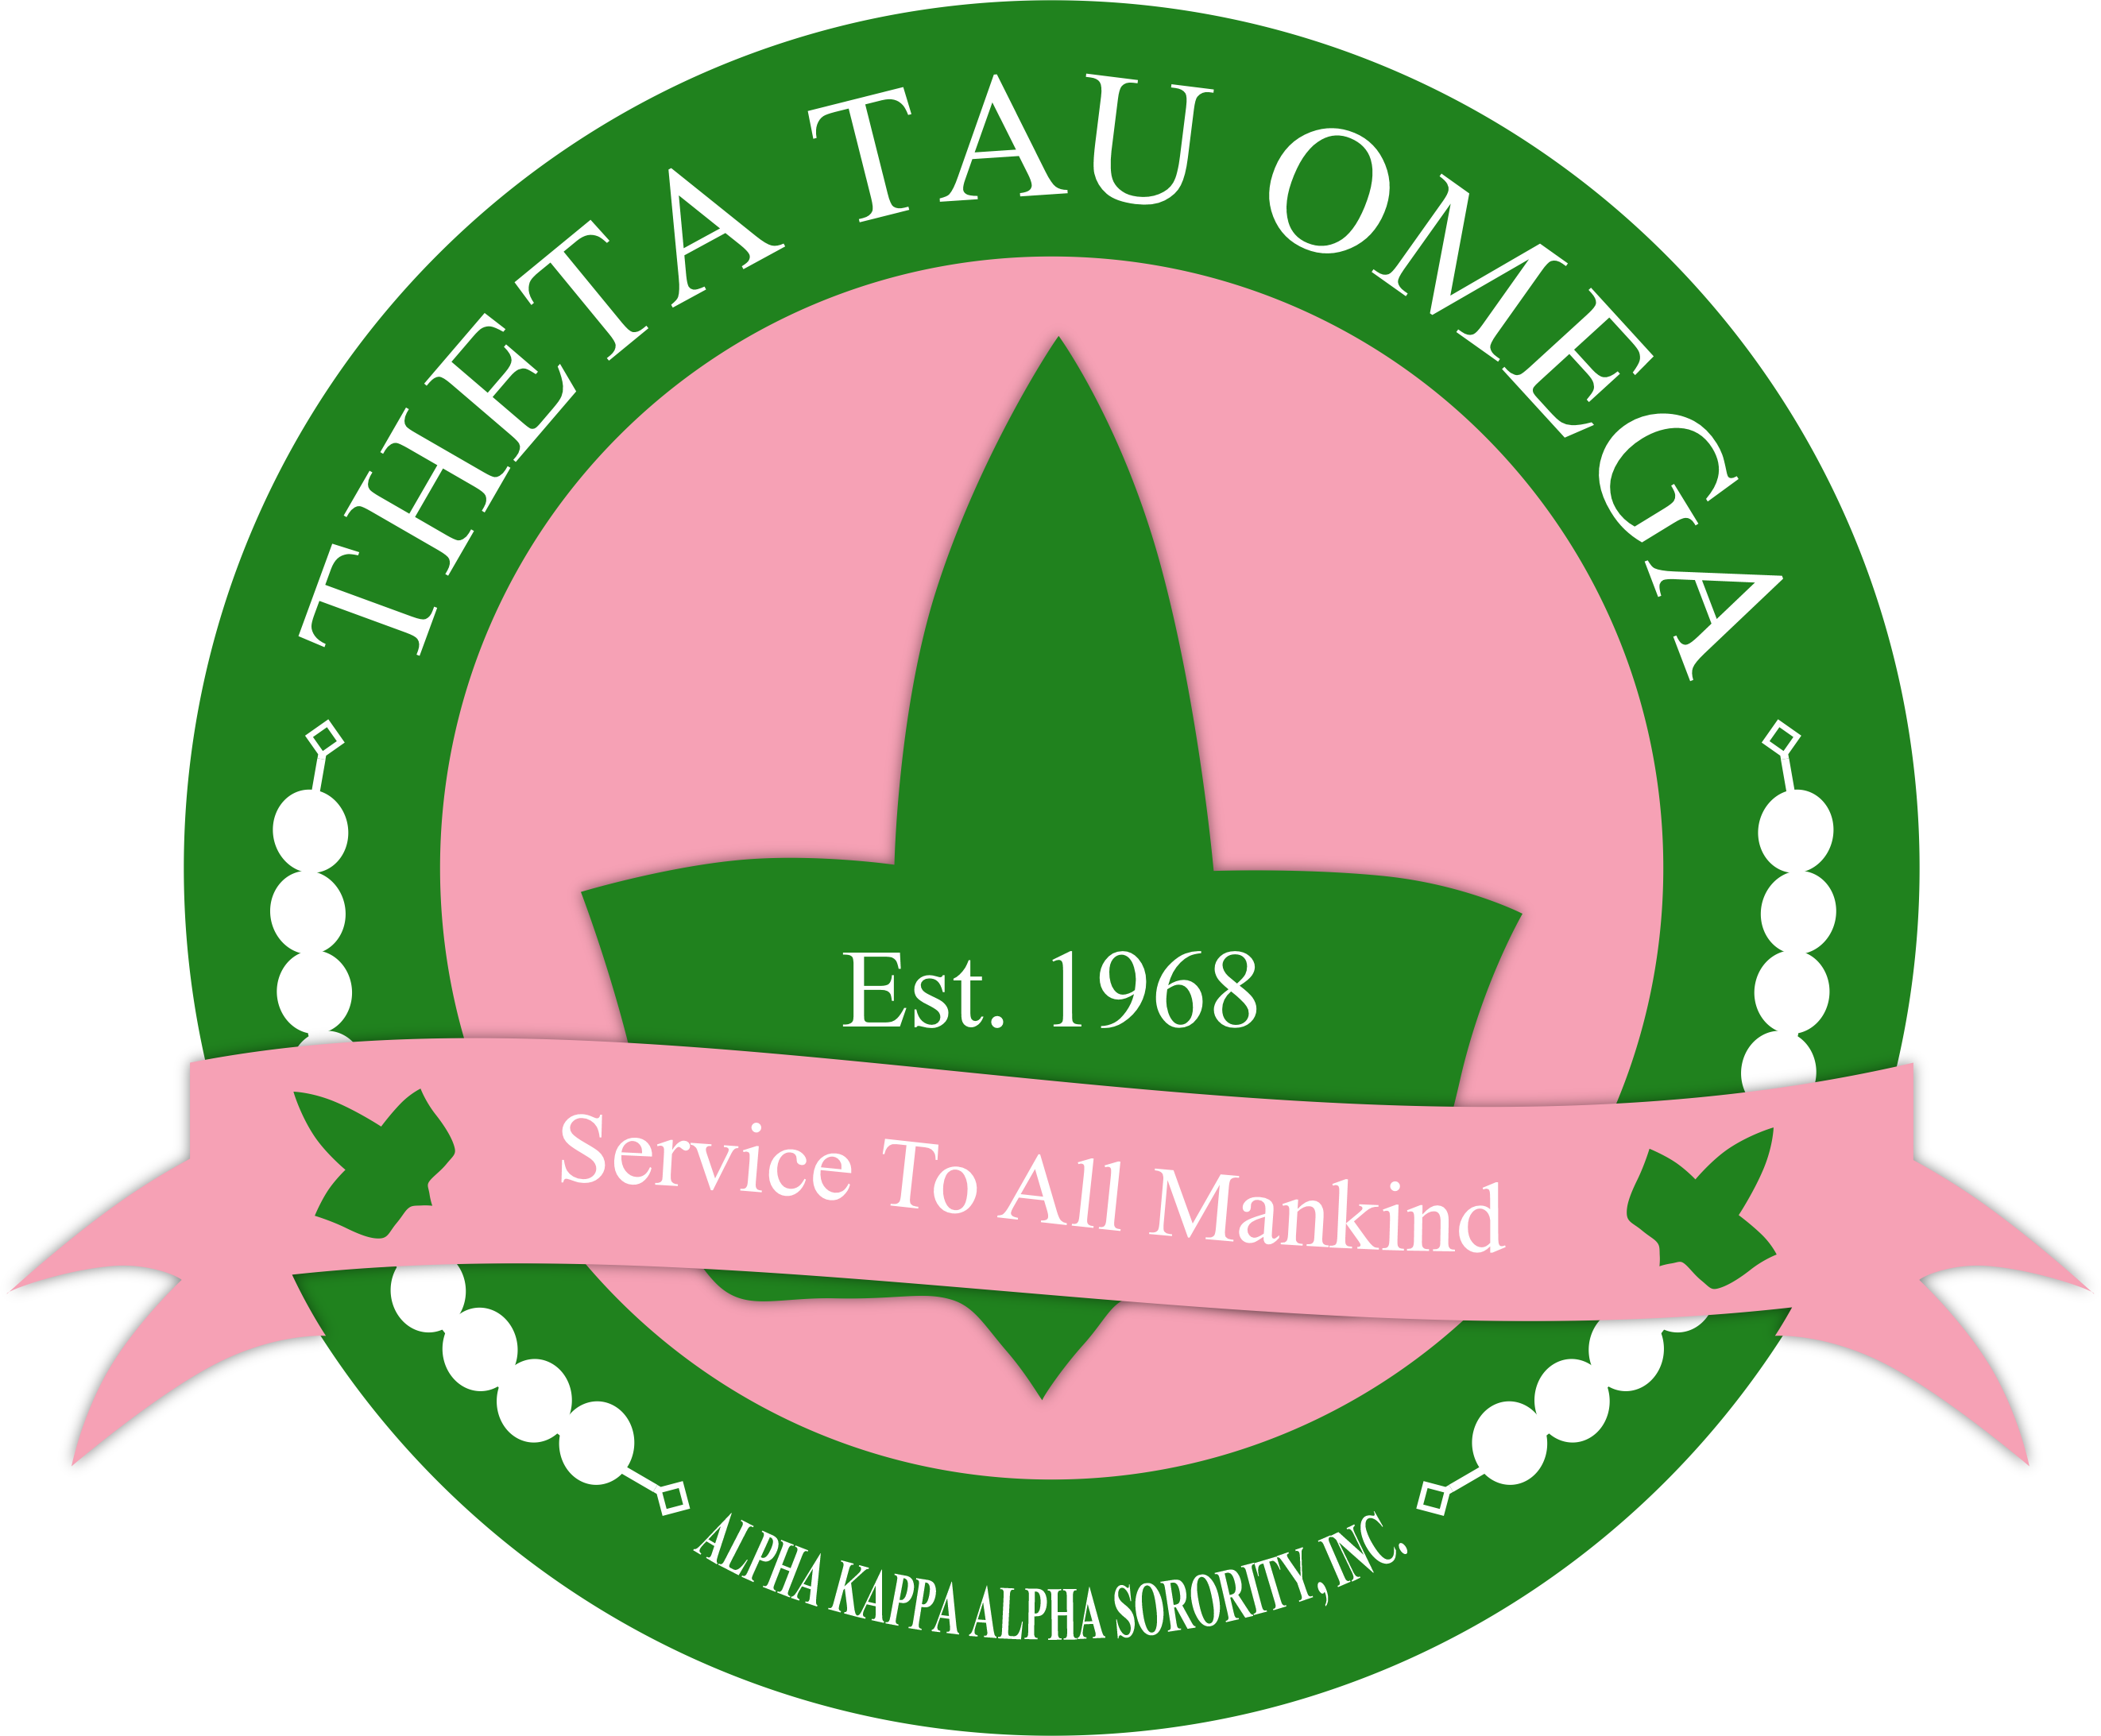 THETA TAU OMEGA
Est. 1968
Service To All Mankind
ALPHA KAPPA ALPHA SORORITY, INC.